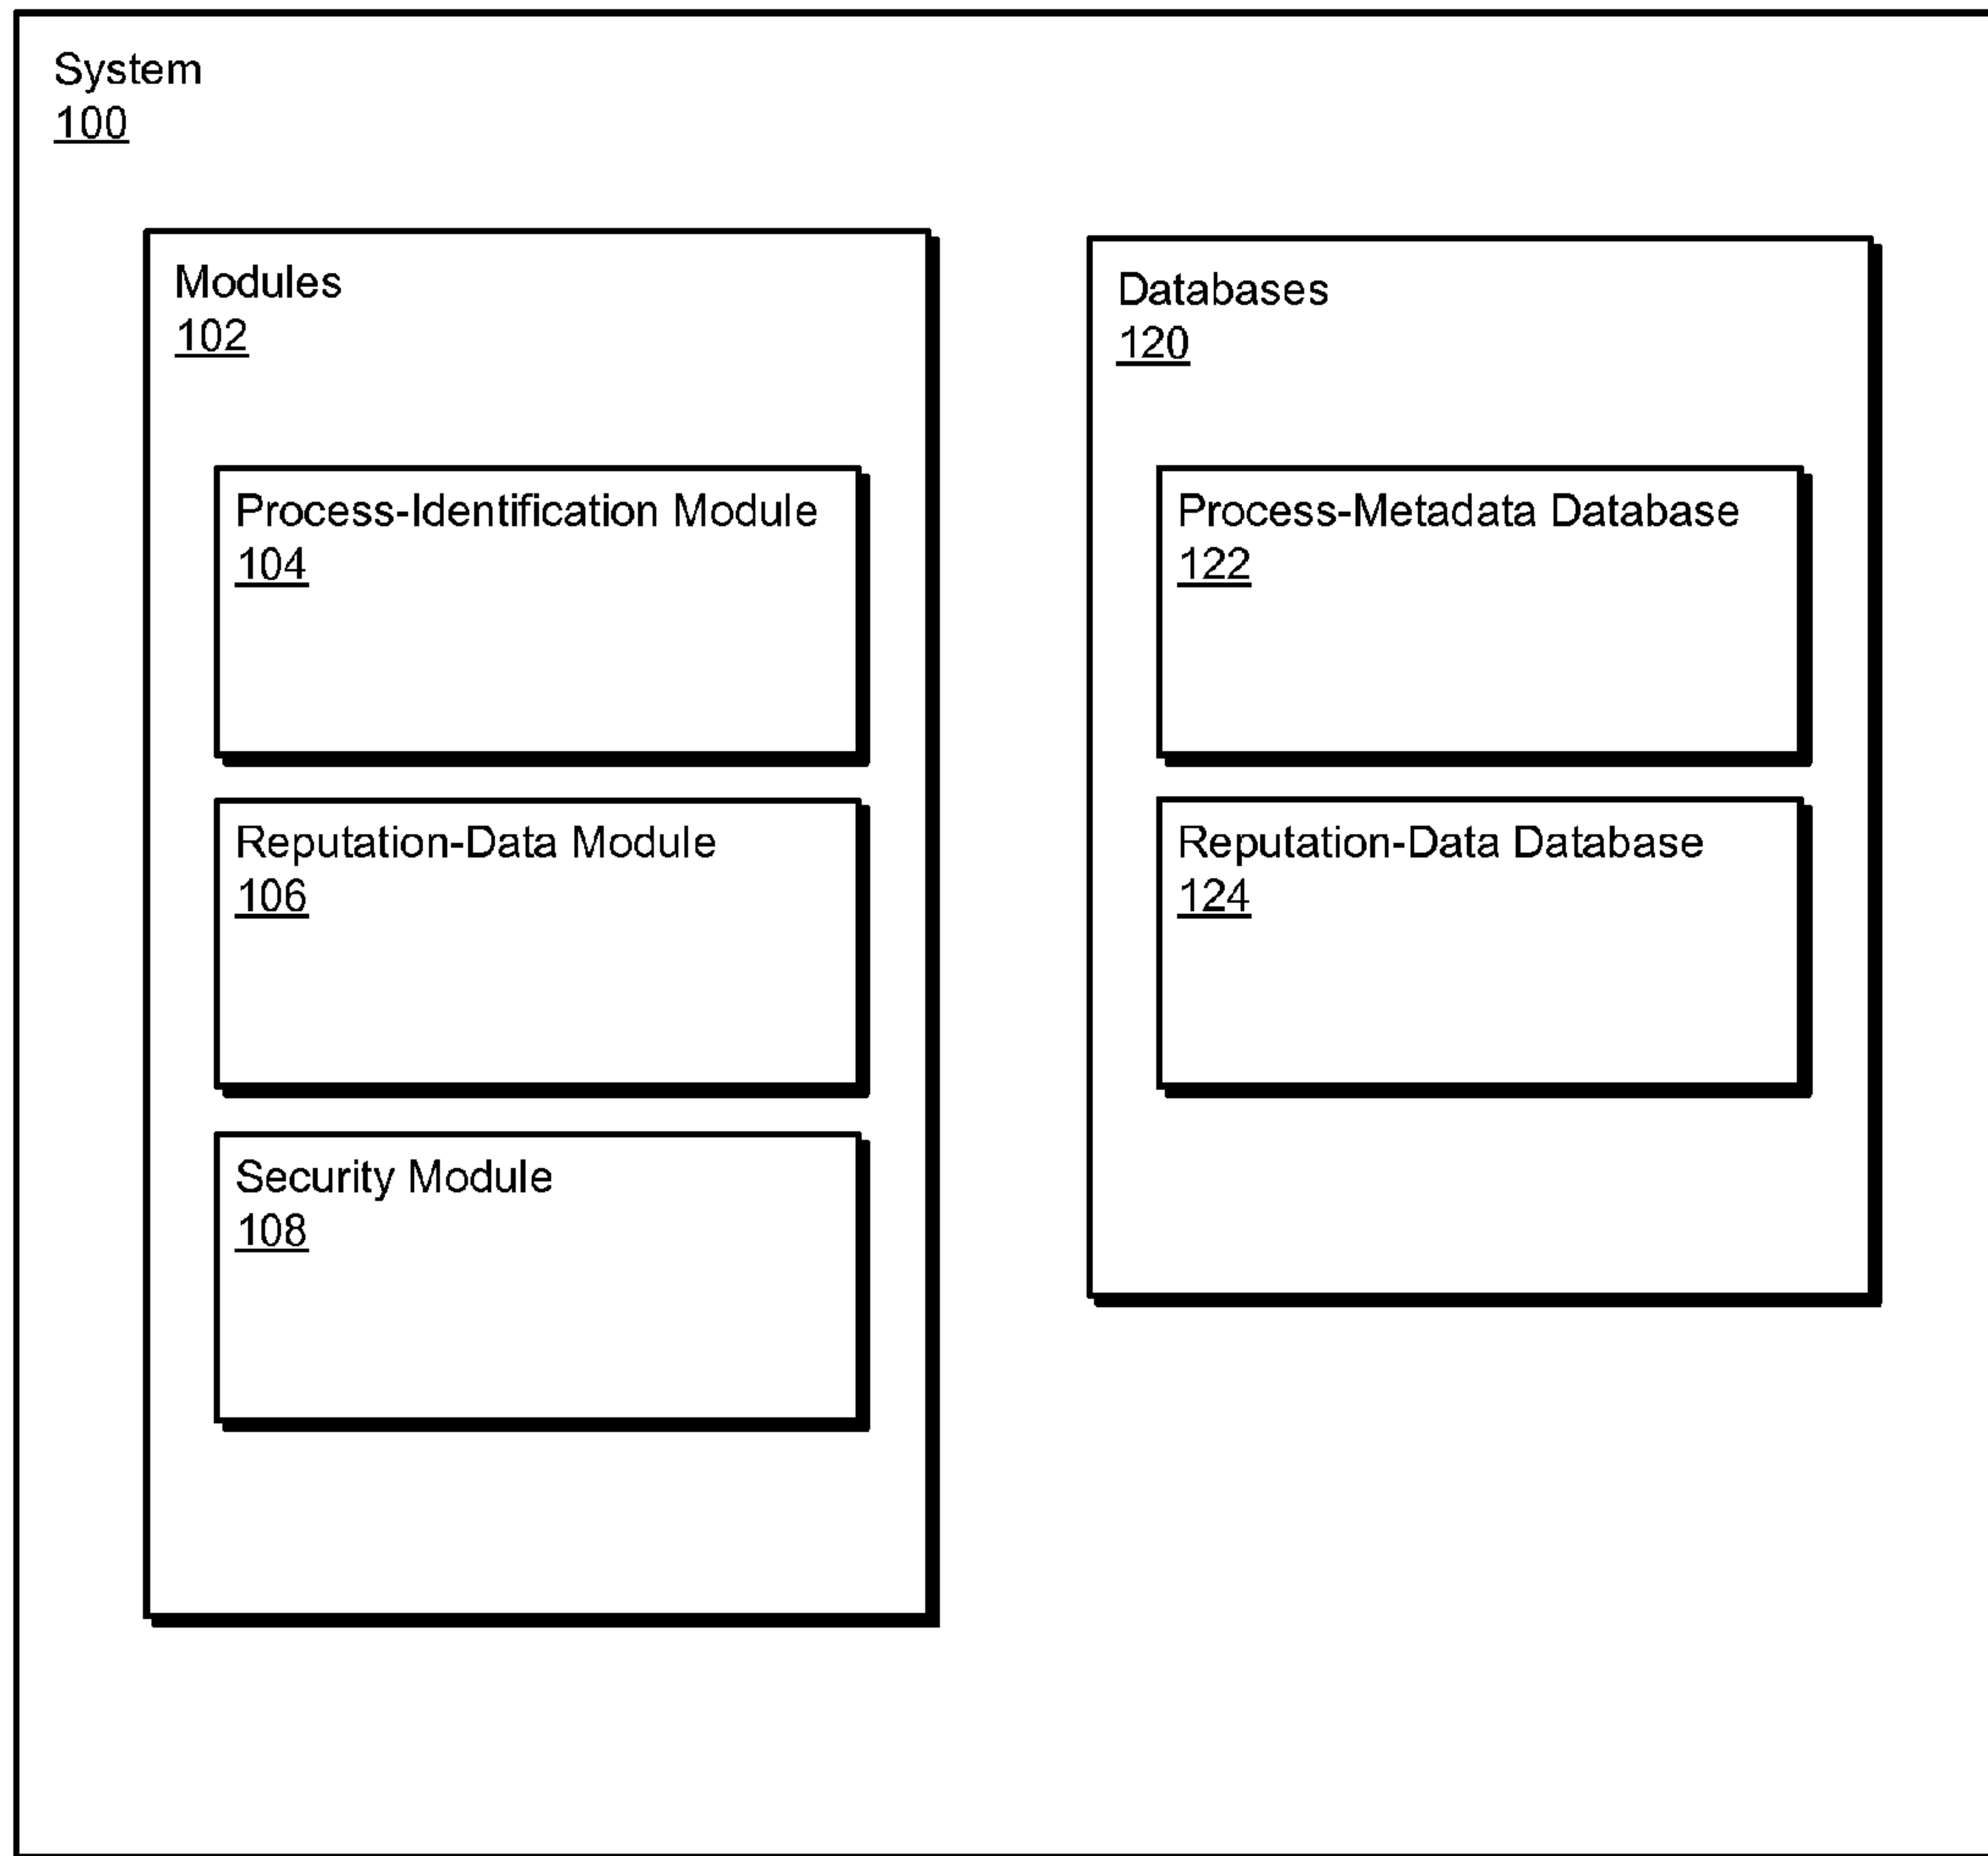 System
100
Modules
102
Process-Identification Module
104
Reputation-Data Module
106
Security Module
108
Databases
120
Process-Metadata Database
122
Reputation-Data Database
124